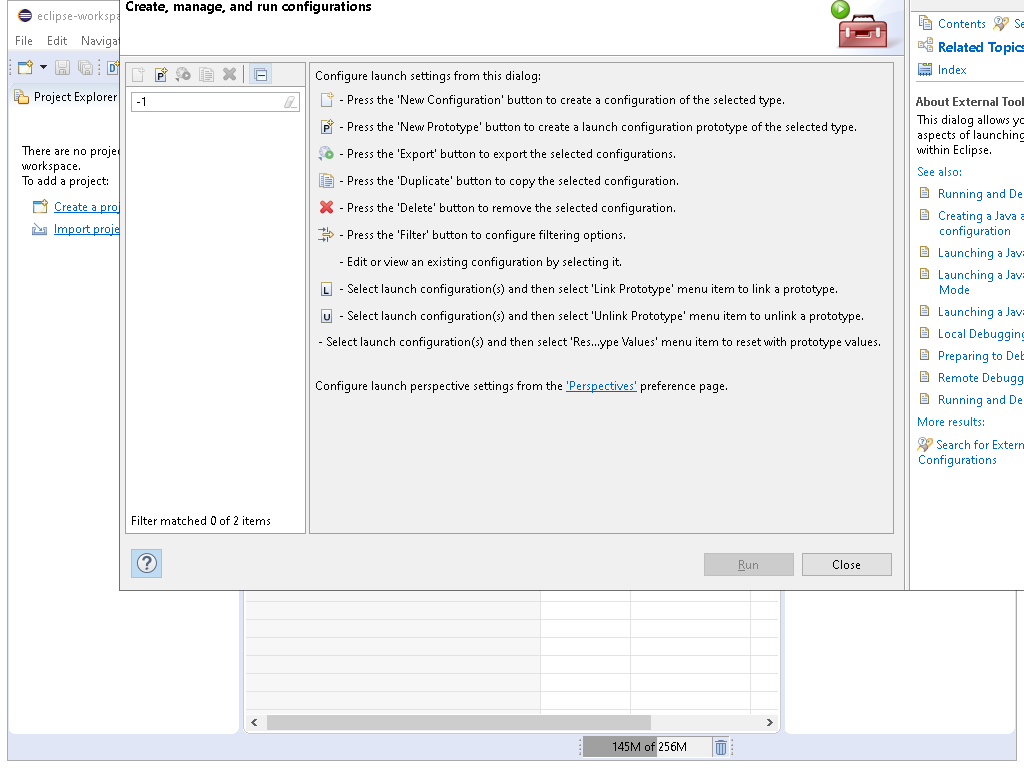 Create, manage, and run configurations
eclipse-workspa
File Edit Naviga
Project Explorer
There are no proje
workspace.
To add a project:
Create a proj
Import proje
-1
Filter matched 0 of 2 items
Configure launch settings from this dialog:
- Press the 'New Configuration' button to create a configuration of the selected type.
P - Press the 'New Prototype' button to create a launch configuration prototype of the selected type.
- Press the 'Export' button to export the selected configurations.
- Press the 'Duplicate' button to copy the selected configuration.
- Press the 'Delete' button to remove the selected configuration.
- Press the 'Filter' button to configure filtering options.
- Edit or view an existing configuration by selecting it.
L - Select launch configuration(s) and then select 'Link Prototype' menu item to link a prototype.
U - Select launch configuration(s) and then select 'Unlink Prototype' menu item to unlink a prototype.
- Select launch configuration(s) and then select 'Res...ype Values' menu item to reset with prototype values.
Configure launch perspective settings from the 'Perspectives' preference page.
Run Close
Contents Se
Related Topics
Index
About External Tool
This dialog allows yo
aspects of launching
within Eclipse.
See also:
Running and De
Creating a Java a
configuration
Launching a Java
Launching a Java
Mode
Launching a Java
Local Debugging
Preparing to Deb
Remote Debugg
Running and De
More results:
Search for Extern
Configurations
145M of 256M